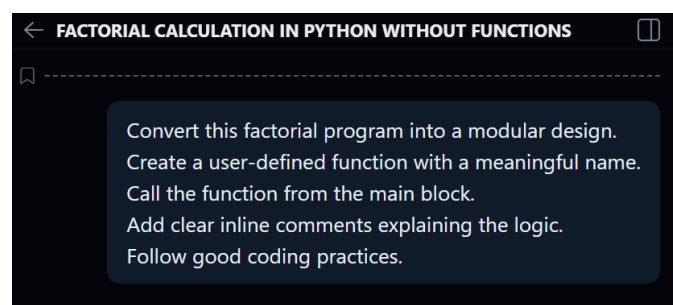 FACTORIAL CALCULATION IN PYTHON WITHOUT FUNCTIONS
Convert this factorial program into a modular design.
Create a user-defined function with a meaningful name.
Call the function from the main block.
Add clear inline comments explaining the logic.
Follow good coding practices.